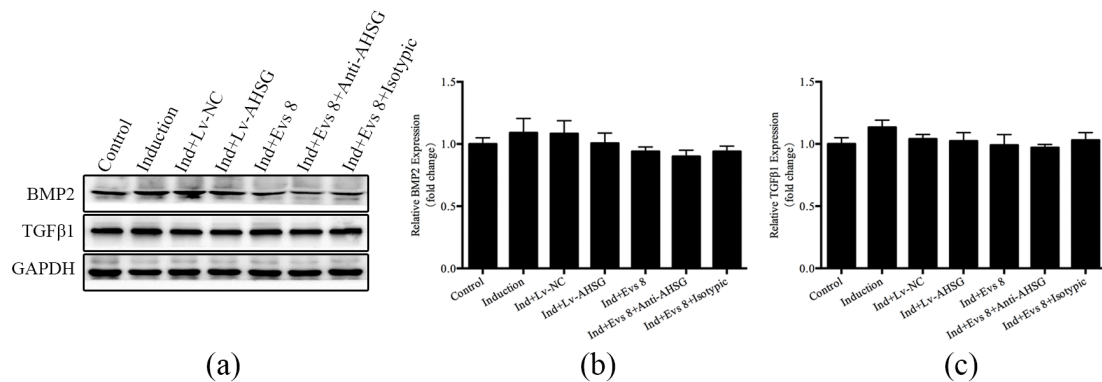 Control
Induction
Ind+Lv-NC
Ind+Lv-AHSG
Ind+Evs 8
Ind+Evs 8+Anti-AHSG
Ind+Evs 8+Isotypic
BMP2
TGFβ1
GAPDH
(a)
Relative BMP2 Expression
(fold change)
1.5
1.0
0.5
0.0
Control
Induction
Ind+Lv-NC
Ind+Lv-AHSG
Ind+Evs 8
Ind+Evs 8+Anti-AHSG
Ind+Evs 8+Isotypic
(b)
Relative TGFβ1 Expression
(fold change)
1.5
1.0
0.5
0.0
Control
Induction
Ind+Lv-NC
Ind+Lv-AHSG
Ind+Evs 8
Ind+Evs 8+Anti-AHSG
Ind+Evs 8+Isotypic
(c)